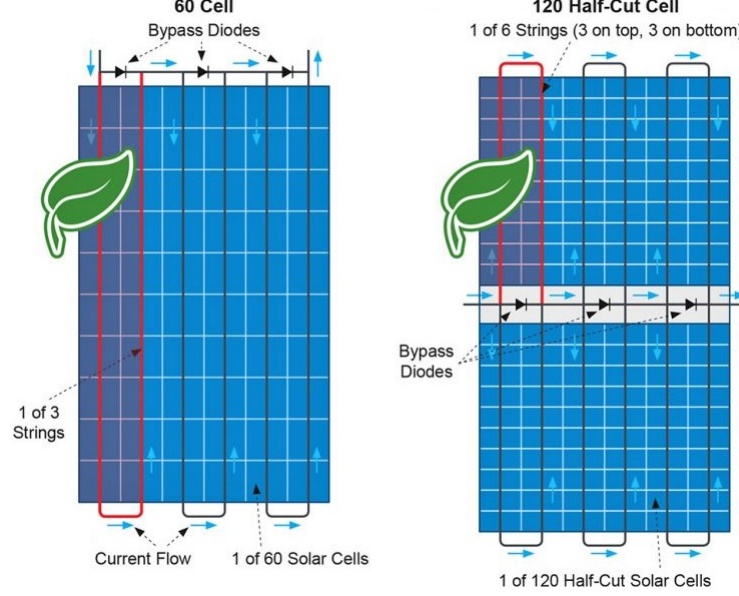 60 Cell
Bypass Diodes
1 of 3
Strings
Current Flow
1 of 60 Solar Cells
120 Half-Cut Cell
1 of 6 Strings (3 on top, 3 on bottom)
Bypass
Diodes
1 of 120 Half-Cut Solar Cells